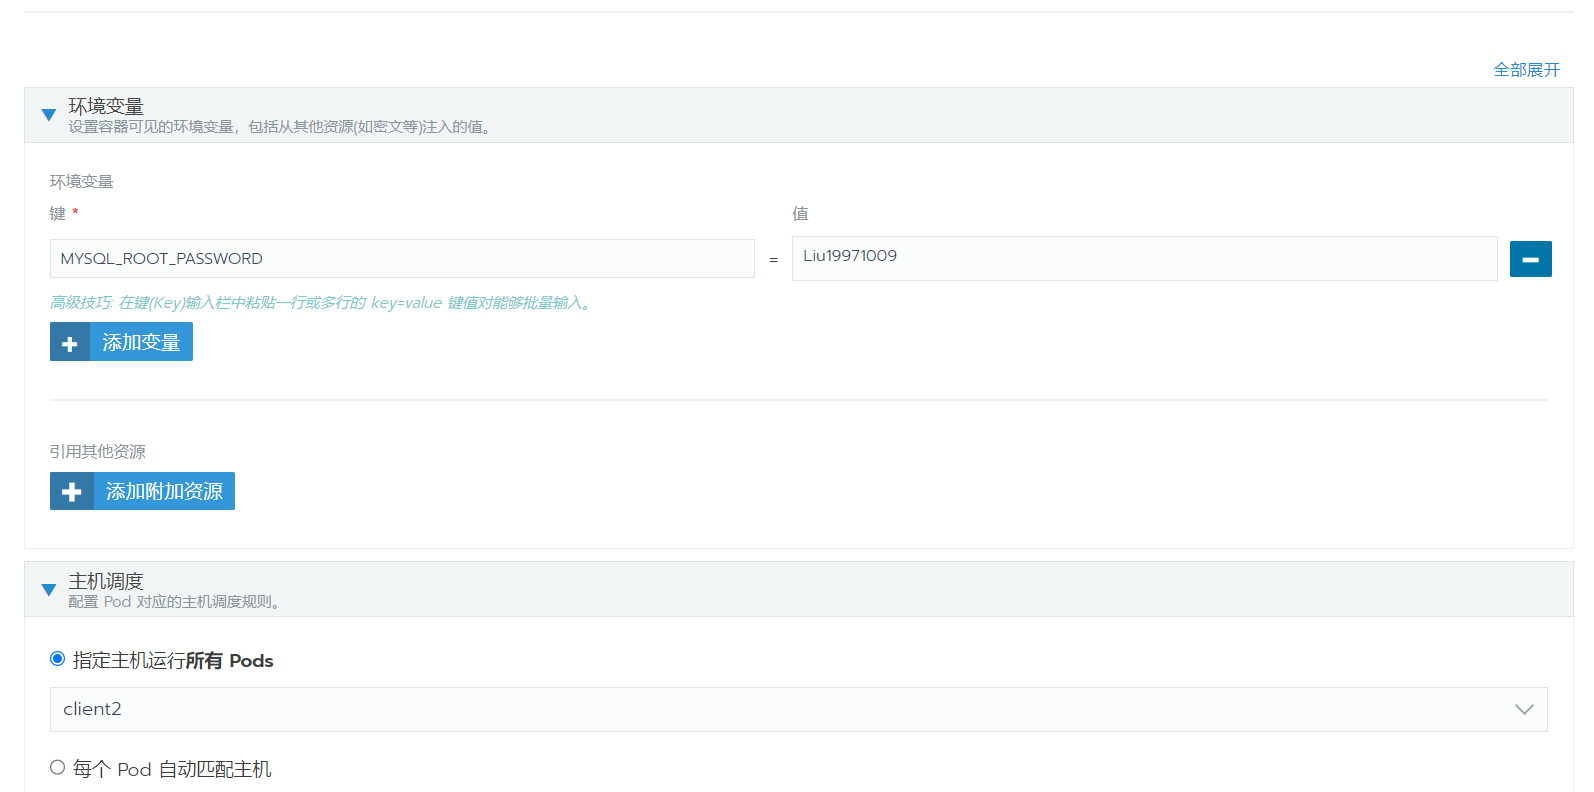 全部展开
环境变量
设置容器可见的环境变量，包括从其他资源(如密文等)注入的值。
环境变量
键 *
值
MYSQL_ROOT_PASSWORD
=
Liu19971009
高级技巧: 在键(Key)输入栏中粘贴一行或多行的 key=value 键值对能够批量输入。
添加变量
引用其他资源
添加附加资源
主机调度
配置 Pod 对应的主机调度规则。
指定主机运行所有 Pods
client2
每个 Pod 自动匹配主机